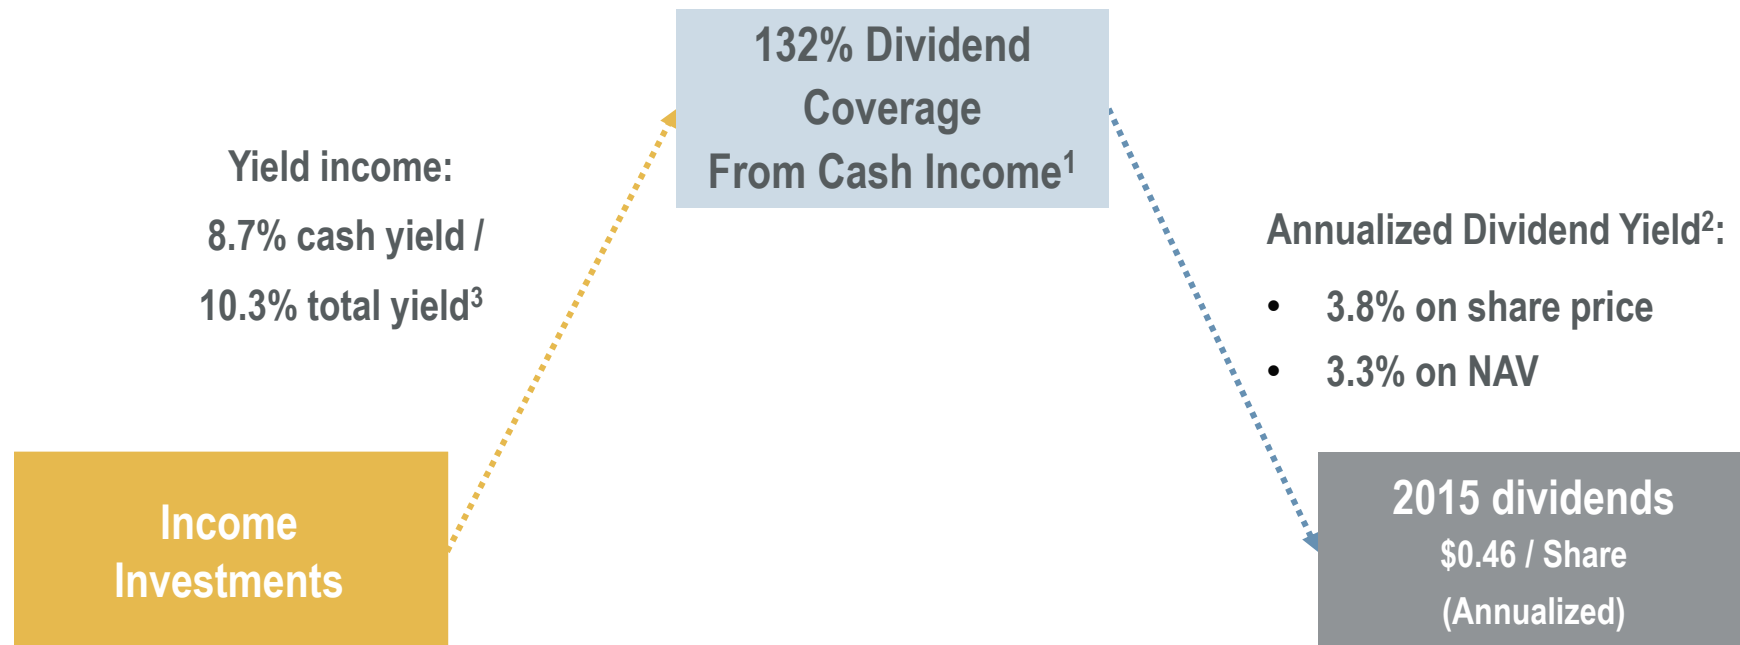 132% Dividend
Coverage
From Cash Income¹
Yield income:
8.7% cash yield /
10.3% total yield³
Annualized Dividend Yield²:
• 3.8% on share price
• 3.3% on NAV
Income
Investments
2015 dividends
$0.46 / Share
(Annualized)